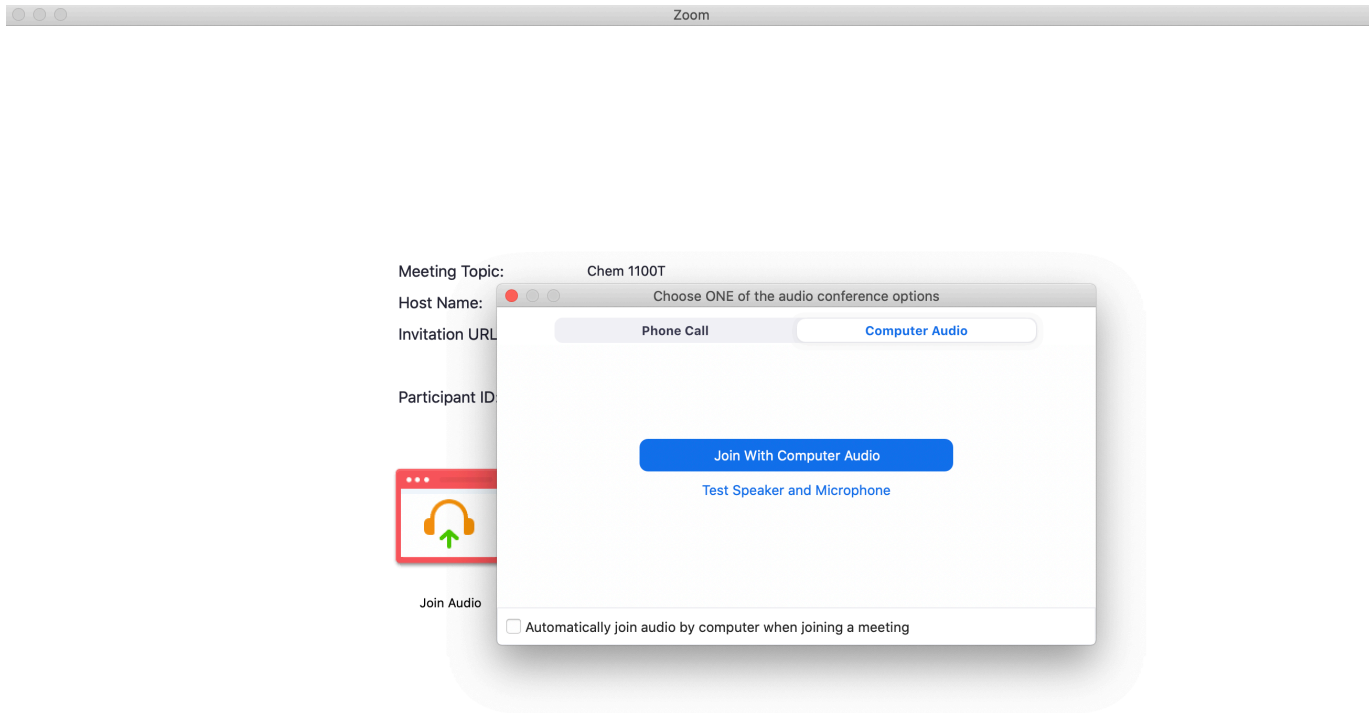 Zoom
Meeting Topic: Chem 1100T
Host Name:
Invitation URL
Participant ID:
Choose ONE of the audio conference options
Phone Call Computer Audio
Join With Computer Audio
Test Speaker and Microphone
Join Audio
Automatically join audio by computer when joining a meeting